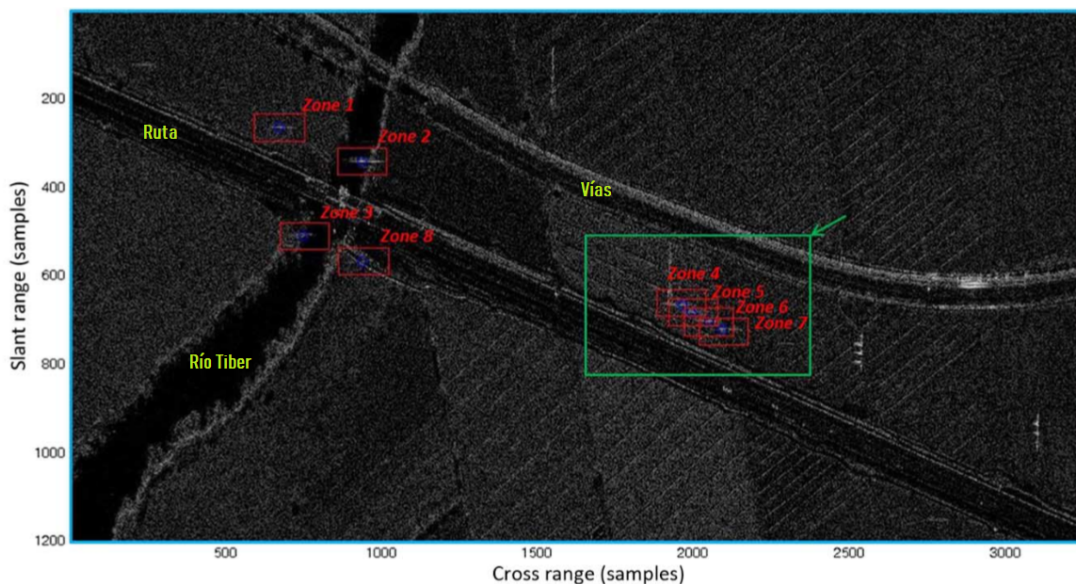 200
400
600
800
1000
1200
Slant range (samples)
Ruta
Zone 1
Zone 2
Zone 3
Zone 8
Vías
Zone 4
Zone 5
Zone 6
Zone 7
Río Tiber
500
1000
1500
2000
2500
3000
Cross range (samples)